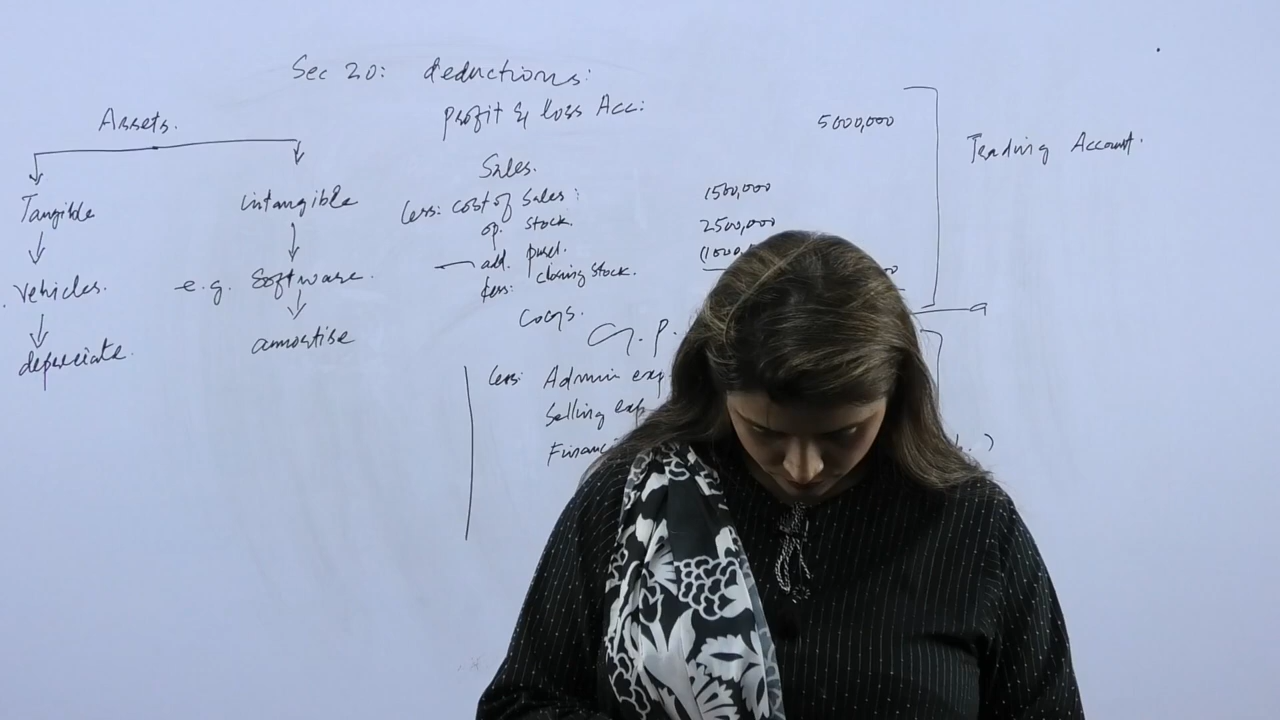 Sec 20: deductions:
Assets.
profit & loss Acc:
5000,000
Trading Account.
Sales.
Tangible
intangible
less: cost of sales:
1500,000
op. stock.
2500,000
add. purch.
less: closing stock.
vehicles.
e.g. Software.
COGS.
G.P.
depreciate.
amortise
less: Admin exp
Selling exp